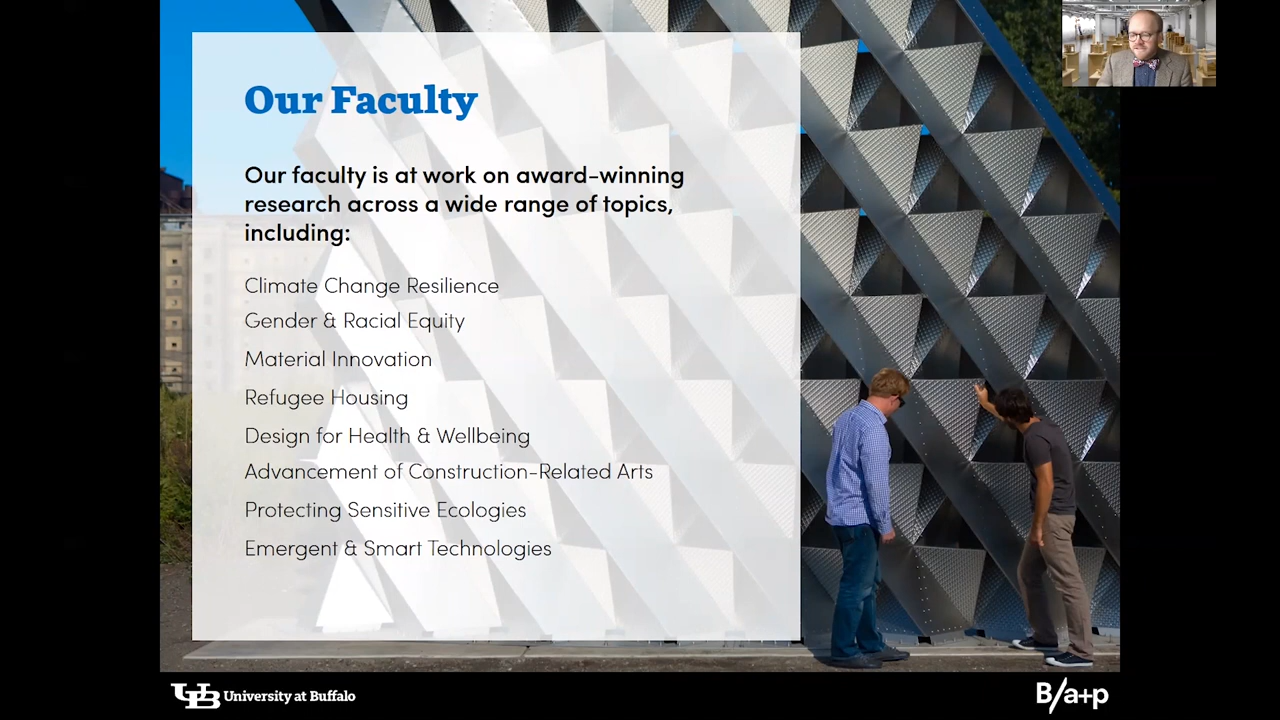 Our Faculty
Our faculty is at work on award-winning
research across a wide range of topics,
including:
Climate Change Resilience
Gender & Racial Equity
Material Innovation
Refugee Housing
Design for Health & Wellbeing
Advancement of Construction-Related Arts
Protecting Sensitive Ecologies
Emergent & Smart Technologies
UB University at Buffalo
B/a+p